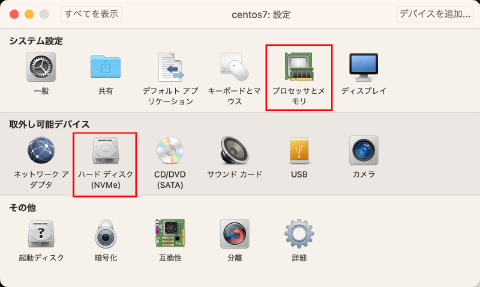 すべてを表示 centos7: 設定 デバイスを追加...
システム設定
一般 共有 デフォルト アプ キーボードとマ プロセッサとメ ディスプレイ
リケーション ウス モリ
取外し可能デバイス
ネットワーク ア ハード ディスク CD/DVD サウンド カード USB カメラ
ダプタ (NVMe) (SATA)
その他
?
起動ディスク 暗号化 互換性 分離 詳細